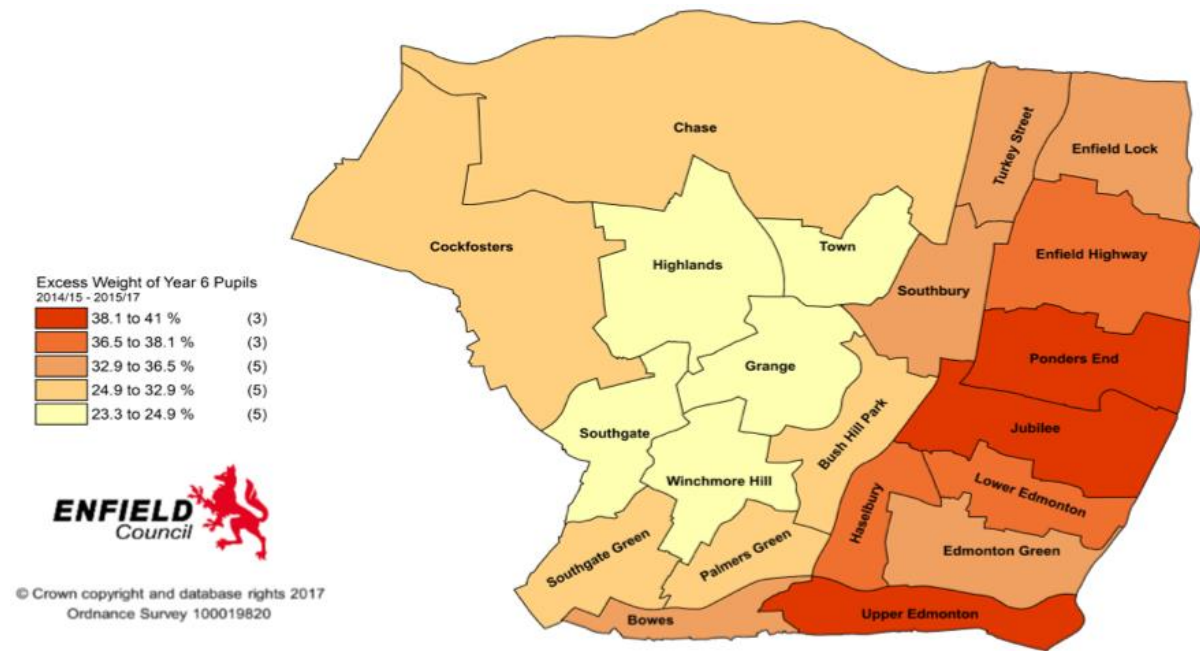 Chase
Turkey Street
Enfield Lock
Cockfosters
Highlands
Town
Enfield Highway
Southbury
Excess Weight of Year 6 Pupils
2014/15 - 2015/17
38.1 to 41 % (3)
36.5 to 38.1 % (3)
32.9 to 36.5 % (5)
24.9 to 32.9 % (5)
23.3 to 24.9 % (5)
Ponders End
Grange
Jubilee
Southgate
Bush Hill Park
Winchmore Hill
Lower Edmonton
Haselbury
ENFIELD
Council
Edmonton Green
Southgate Green
Palmers Green
© Crown copyright and database rights 2017
Ordnance Survey 100019820
Bowes
Upper Edmonton